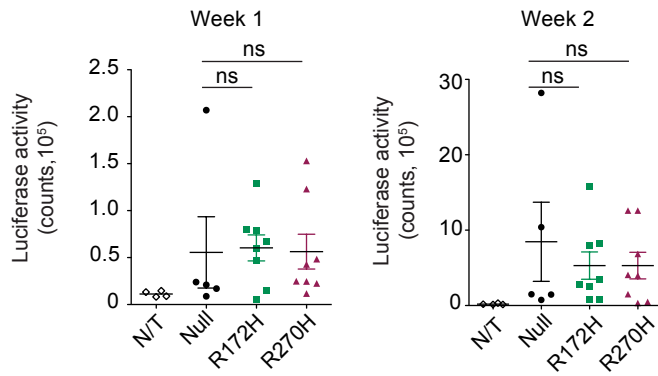 Week 1
ns
ns
Luciferase activity
(counts, 10⁵)
2.5
2.0
1.5
1.0
0.5
0
N/T
Null
R172H
R270H
Week 2
ns
ns
Luciferase activity
(counts, 10⁵)
30
20
10
0
N/T
Null
R172H
R270H